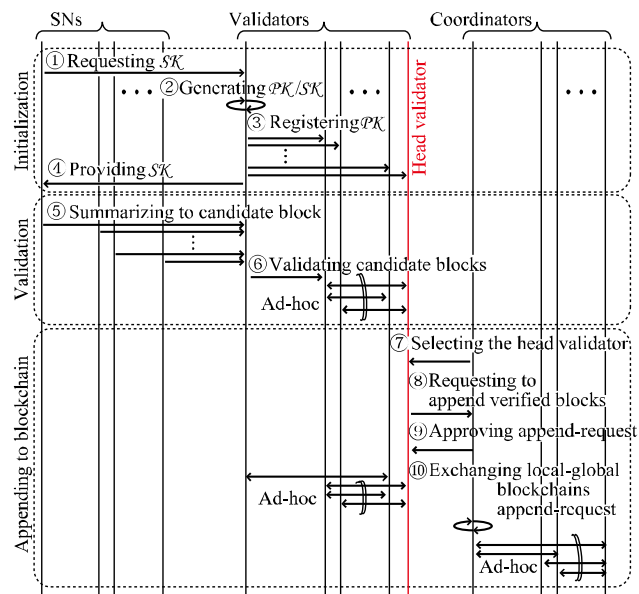 SNs
Validators
Coordinators
Initialization
① Requesting SK
② Generating PK/SK
③ Registering PK
④ Providing SK
Head validator
Validation
⑤ Summarizing to candidate block
⑥ Validating candidate blocks
Ad-hoc
Appending to blockchain
⑦ Selecting the head validator
⑧ Requesting to
append verified blocks
⑨ Approving append-request
⑩ Exchanging local-global
blockchains
append-request
Ad-hoc
Ad-hoc